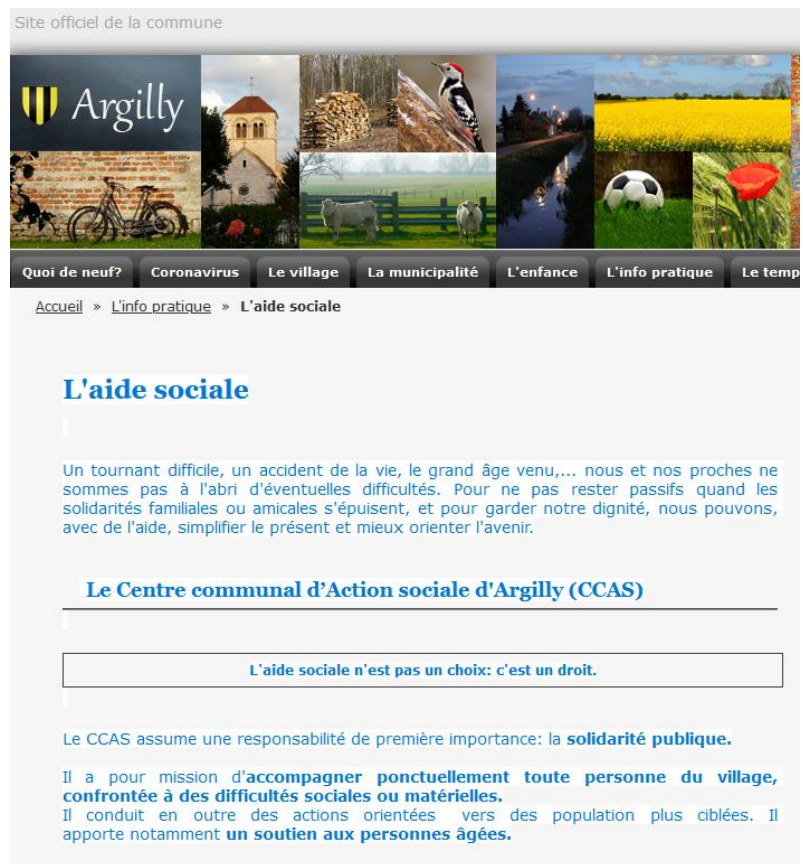 Site officiel de la commune
Argilly
Quoi de neuf? Coronavirus Le village La municipalité L'enfance L'info pratique Le temp
Accueil » L'info pratique » L'aide sociale
L'aide sociale
Un tournant difficile, un accident de la vie, le grand âge venu,... nous et nos proches ne
sommes pas à l'abri d'éventuelles difficultés. Pour ne pas rester passifs quand les
solidarités familiales ou amicales s'épuisent, et pour garder notre dignité, nous pouvons,
avec de l'aide, simplifier le présent et mieux orienter l'avenir.
Le Centre communal d’Action sociale d'Argilly (CCAS)
L'aide sociale n'est pas un choix: c'est un droit.
Le CCAS assume une responsabilité de première importance: la solidarité publique.
Il a pour mission d'accompagner ponctuellement toute personne du village,
confrontée à des difficultés sociales ou matérielles.
Il conduit en outre des actions orientées vers des population plus ciblées. Il
apporte notamment un soutien aux personnes âgées.